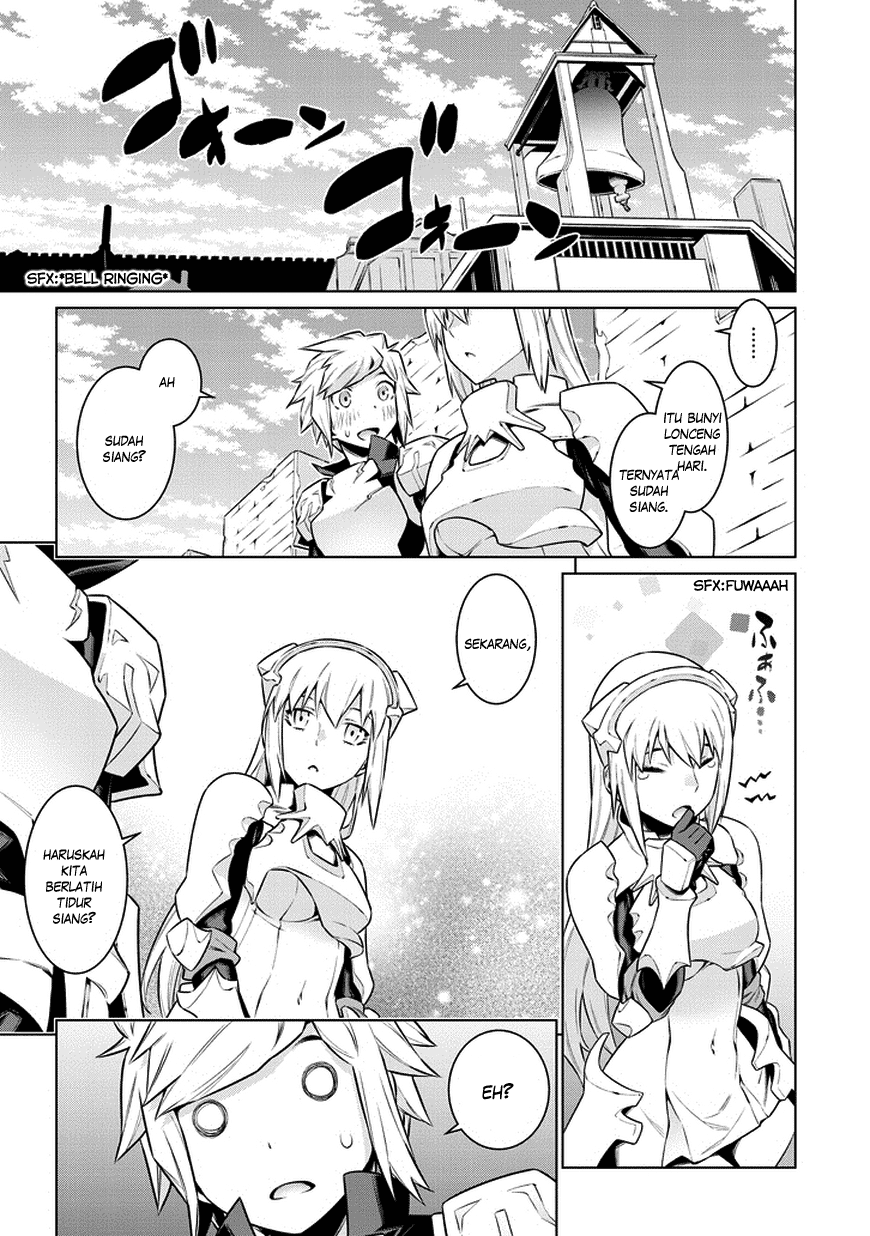 ゴォーン
ゴォーン
SFX:*BELL RINGING*
......
ITU BUNYI
LONCENG
TENGAH
HARI.
TERNYATA
SUDAH
SIANG.
AH
SUDAH
SIANG?
SFX:FUWAAAH
ふぁふ...
SEKARANG,
HARUSKAH
KITA
BERLATIH
TIDUR
SIANG?
EH?